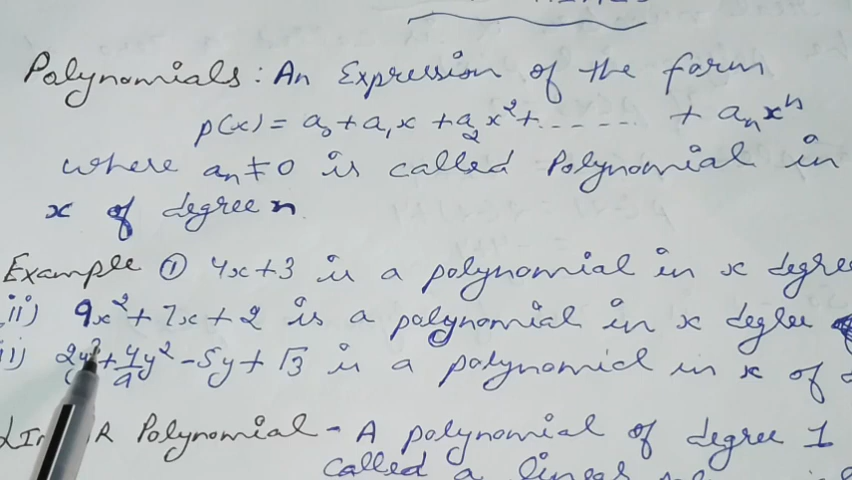 Polynomials: An Expression of the form
p(x) = a₀ + a₁x + a₂x² + ...... + aₙxⁿ
where aₙ ≠ 0 is called Polynomial in
x of degree n
Example ① 4x+3 is a polynomial in x degree
ii) 9x² + 7x + 2 is a polynomial in x deglee
2y³ + 4/9 y² - 5y + √3 is a polynomial in x of
Polynomial - A polynomial of degree 1
called a linear